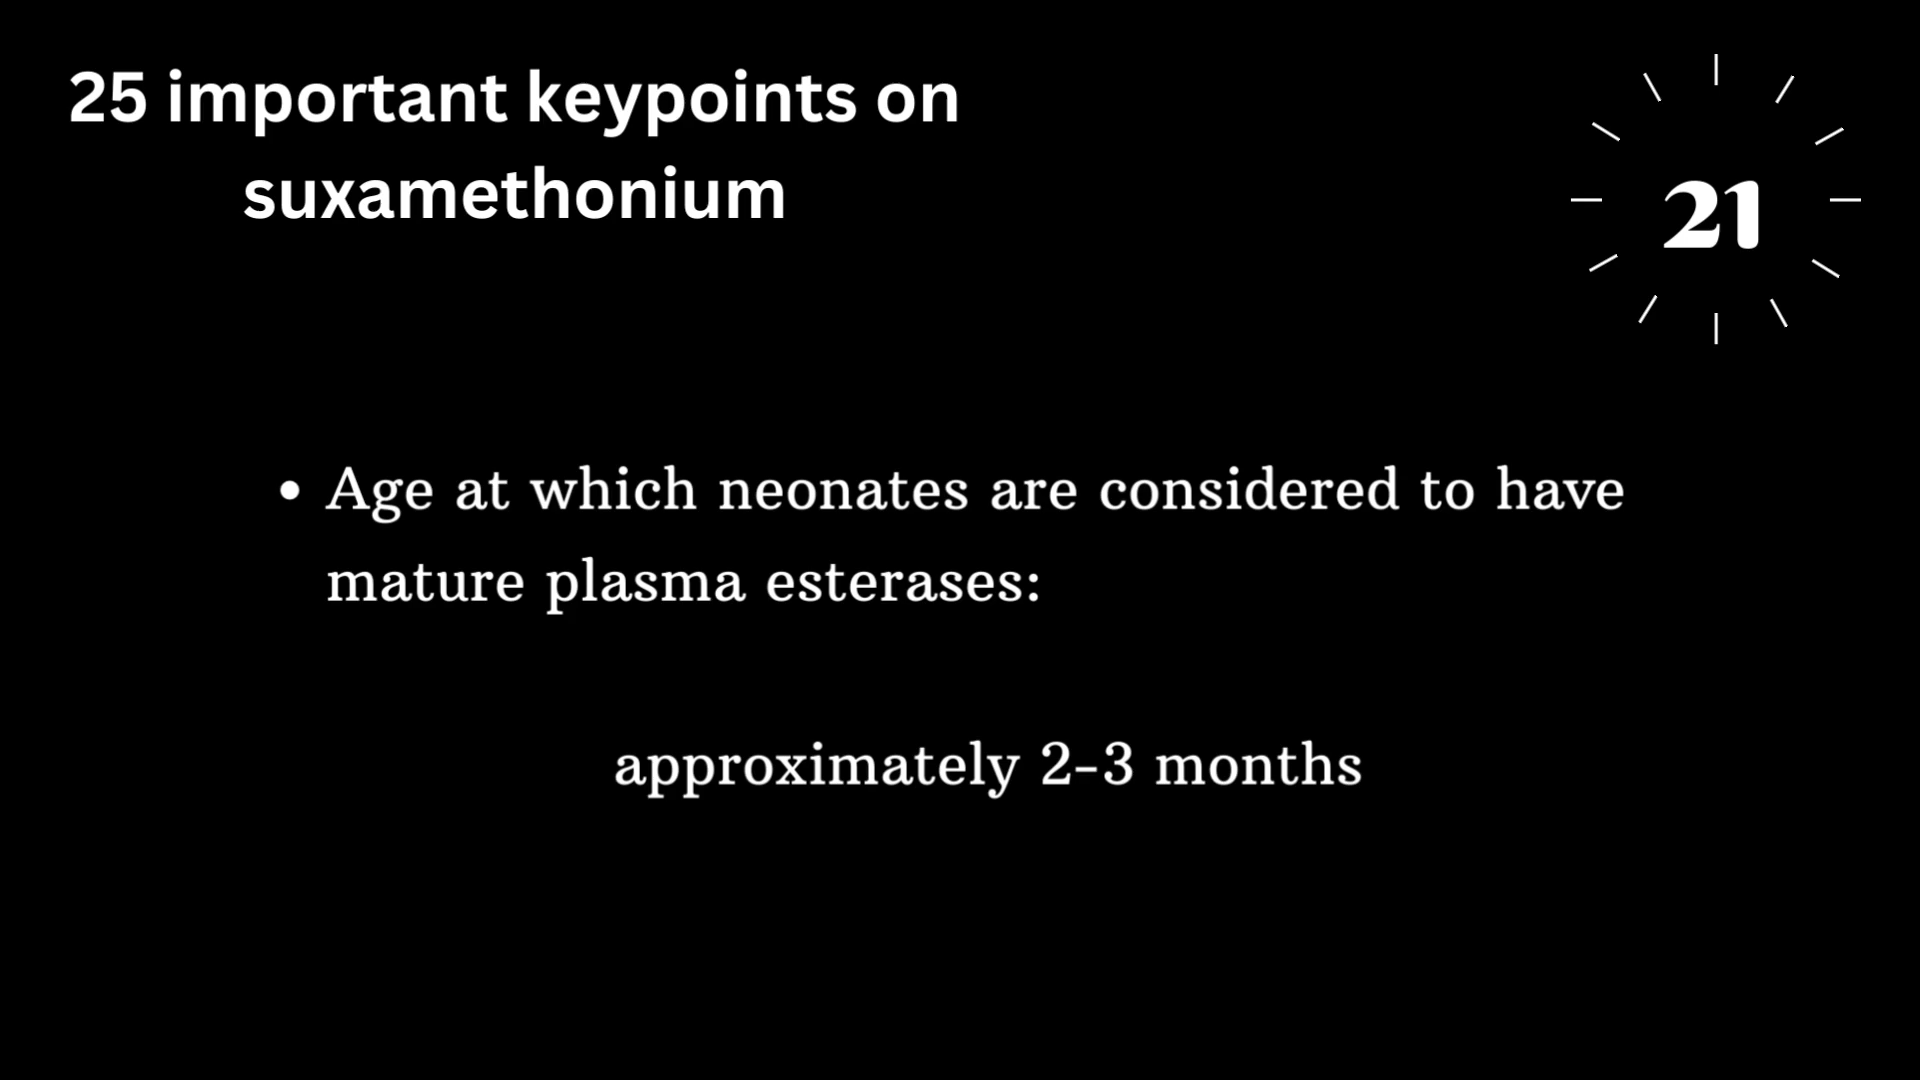 25 important keypoints on
suxamethonium
21
• Age at which neonates are considered to have
mature plasma esterases:
approximately 2-3 months